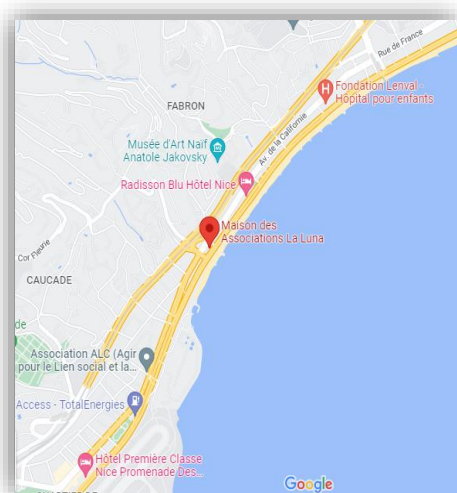 Rue de France
Fondation Lenval -
Hôpital pour enfants
FABRON
Av. de la Californie
Musée d'Art Naïf
Anatole Jakovsky
Radisson Blu Hôtel Nice
Maison des
Associations La Luna
Cor Fleurie
CAUCADE
de
Association ALC (Agir
pour le Lien social et la...
Access - TotalEnergies
Hôtel Première Classe
Nice Promenade Des...
Google